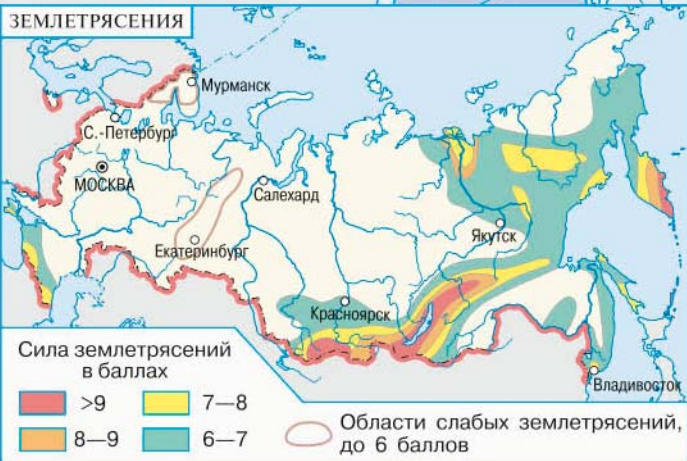 ЗЕМЛЕТРЯСЕНИЯ
Мурманск
С.-Петербург
МОСКВА
Салехард
Екатеринбург
Якутск
Красноярск
Владивосток
Сила землетрясений
в баллах
>9
7—8
8—9
6—7
Области слабых землетрясений,
до 6 баллов